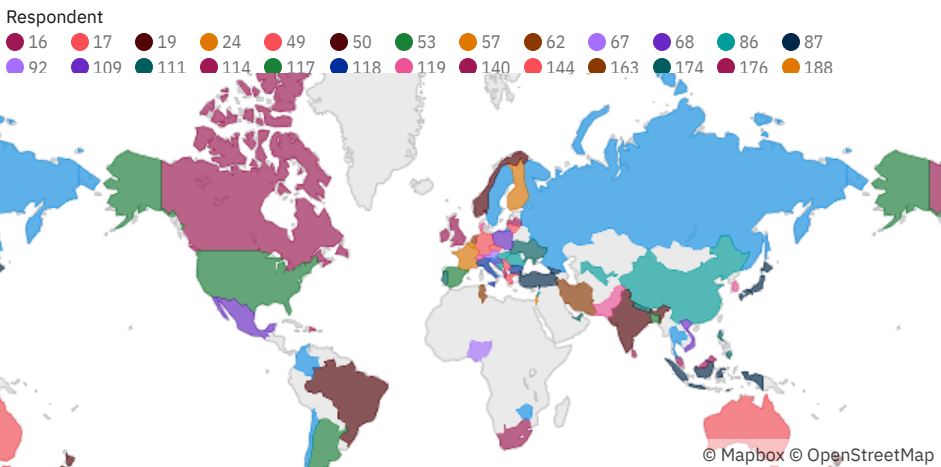 Respondent
16 17 19 24 49 50 53 57 62 67 68 86 87
92 109 111 114 117 118 119 140 144 163 174 176 188
© Mapbox © OpenStreetMap